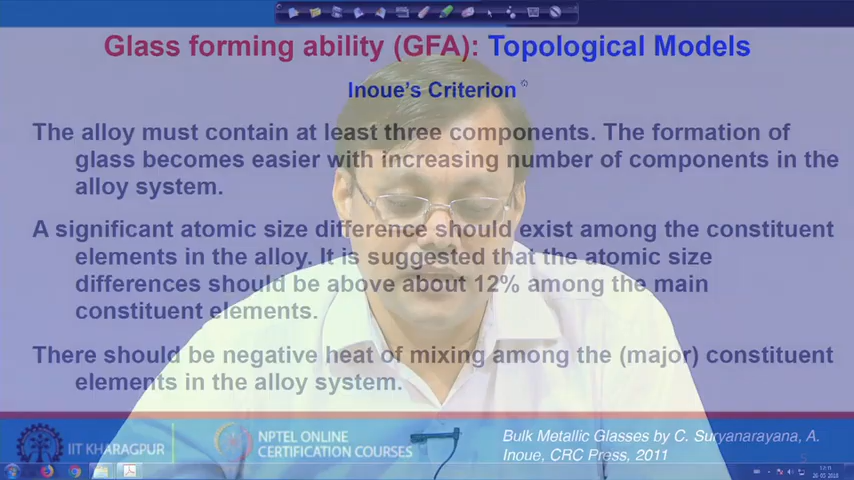 Glass forming ability (GFA): Topological Models
Inoue's Criterion
The alloy must contain at least three components. The formation of
glass becomes easier with increasing number of components in the
alloy system.
A significant atomic size difference should exist among the constituent
elements in the alloy. It is suggested that the atomic size
differences should be above about 12% among the main
constituent elements.
There should be negative heat of mixing among the (major) constituent
elements in the alloy system.
IIT KHARAGPUR
NPTEL ONLINE
CERTIFICATION COURSES
Bulk Metallic Glasses by C. Suryanarayana, A.
Inoue, CRC Press, 2011
5